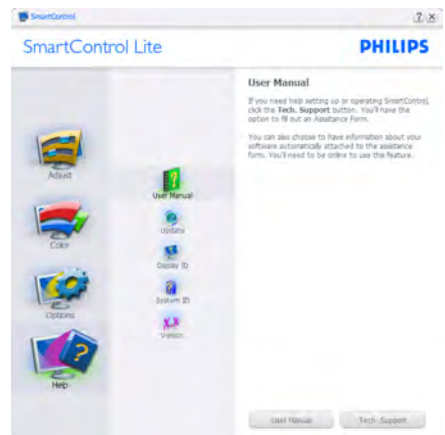 SmartControl
? ×
SmartControl Lite
PHILIPS
User Manual
If you need help setting up or operating SmartControl,
click the Tech. Support button. You'll have the
option to fill out an Assistance Form.
You can also choose to have information about your
software automatically attached to the assistance
form. You'll need to be online to use the feature.
Adjust
Color
Options
Help
User Manual
Update
Display ID
System ID
Version
User Manual
Tech. Support